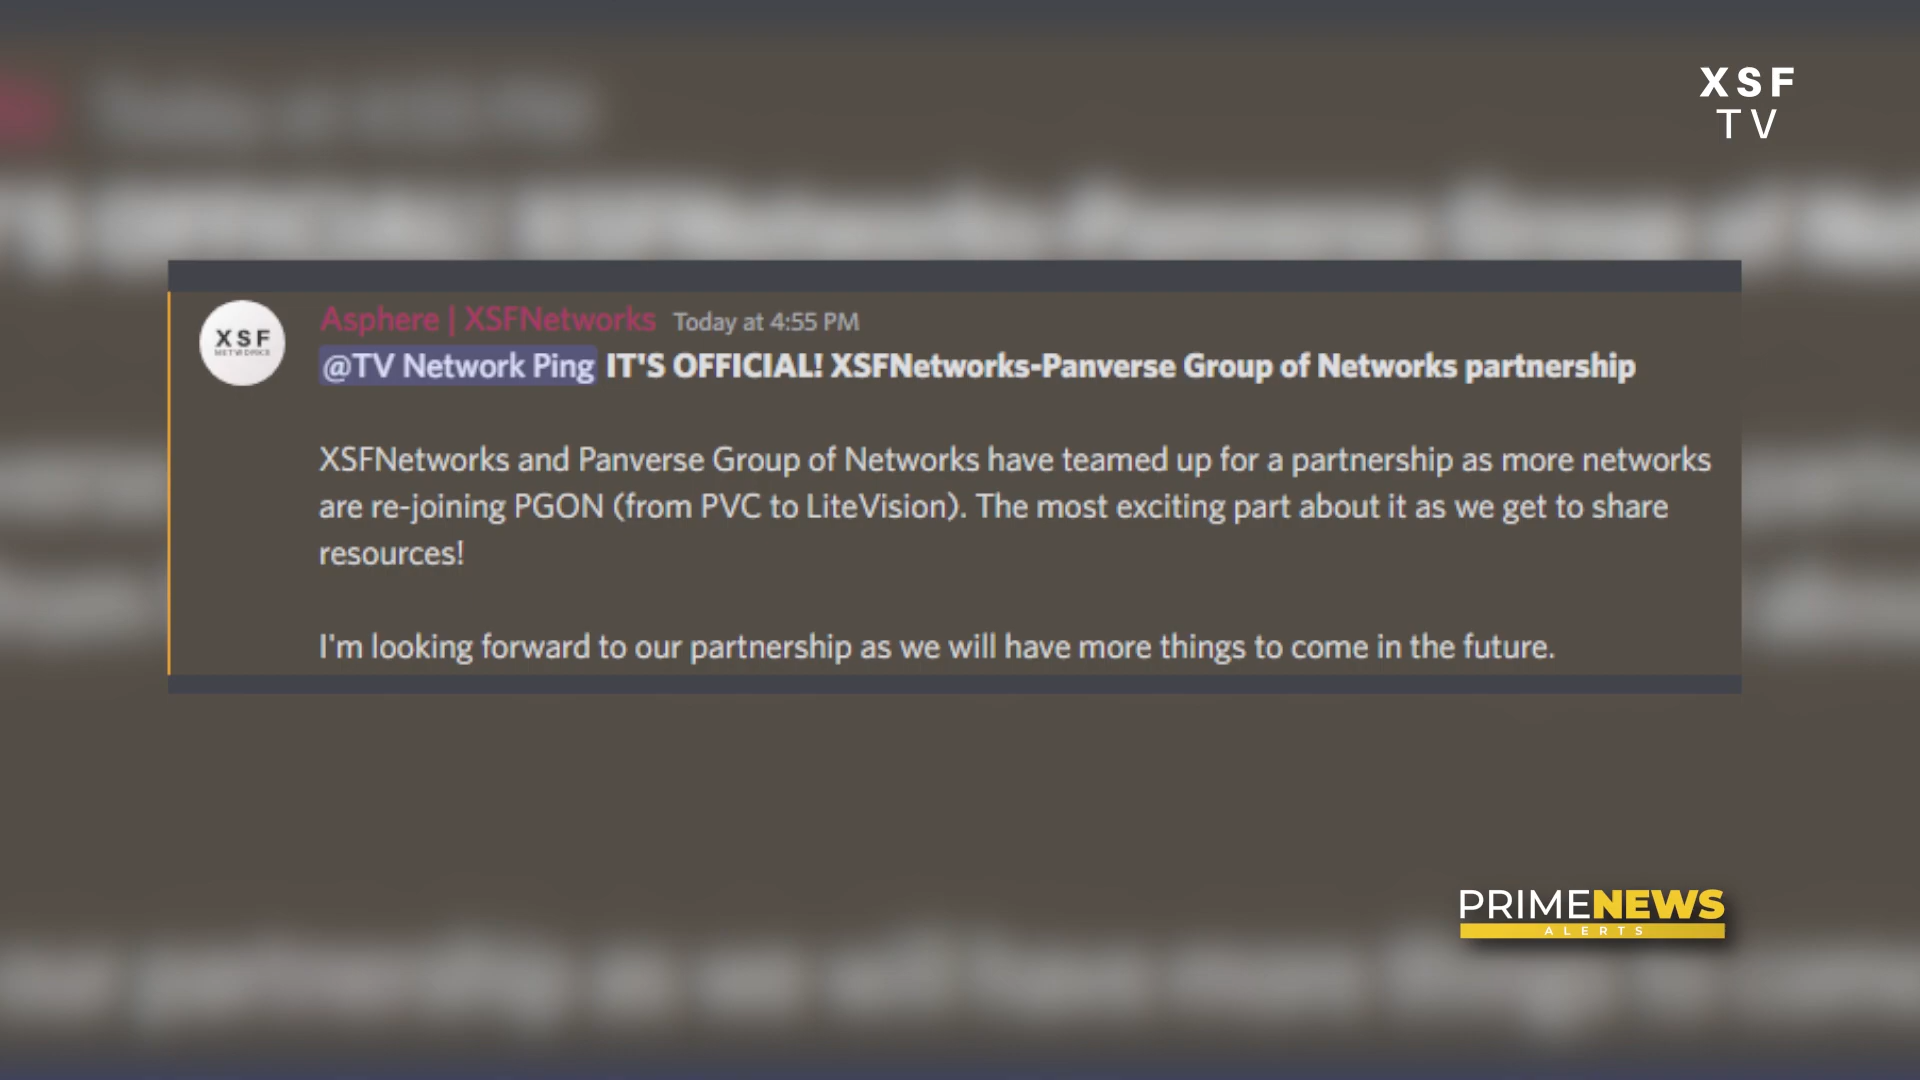 XSF
TV
XSF
NETWORKS
Asphere | XSFNetworks Today at 4:55 PM
@TV Network Ping IT'S OFFICIAL! XSFNetworks-Panverse Group of Networks partnership
XSFNetworks and Panverse Group of Networks have teamed up for a partnership as more networks
are re-joining PGON (from PVC to LiteVision). The most exciting part about it as we get to share
resources!
I'm looking forward to our partnership as we will have more things to come in the future.
PRIMENEWS
ALERTS